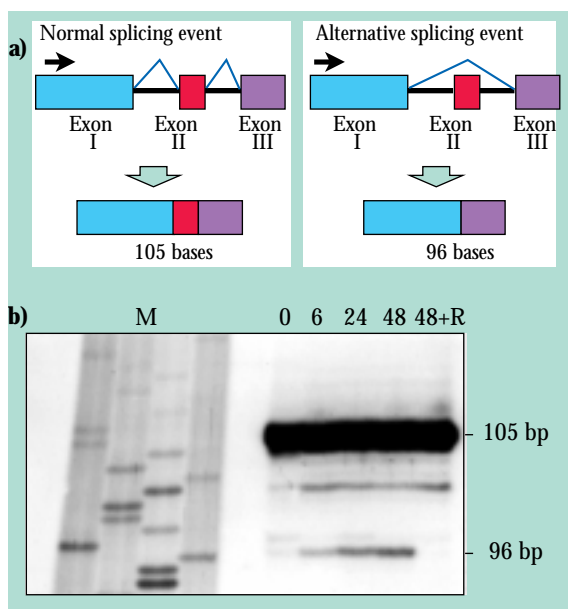 a)
Normal splicing event
Exon I
Exon II
Exon III
105 bases
Alternative splicing event
Exon I
Exon II
Exon III
96 bases
b)
M
0 6 24 48 48+R
105 bp
96 bp